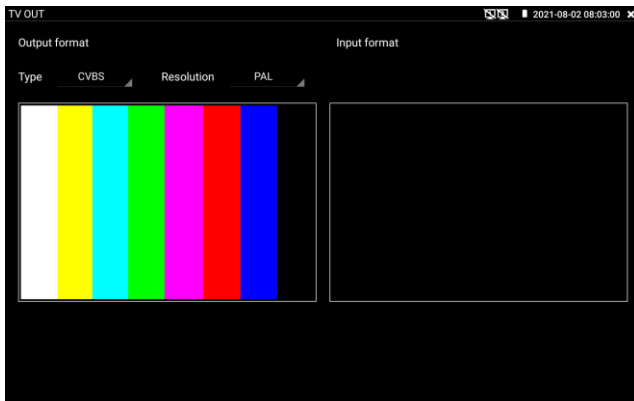 TV OUT 2021-08-02 08:03:00
Output format Input format
Type CVBS Resolution PAL